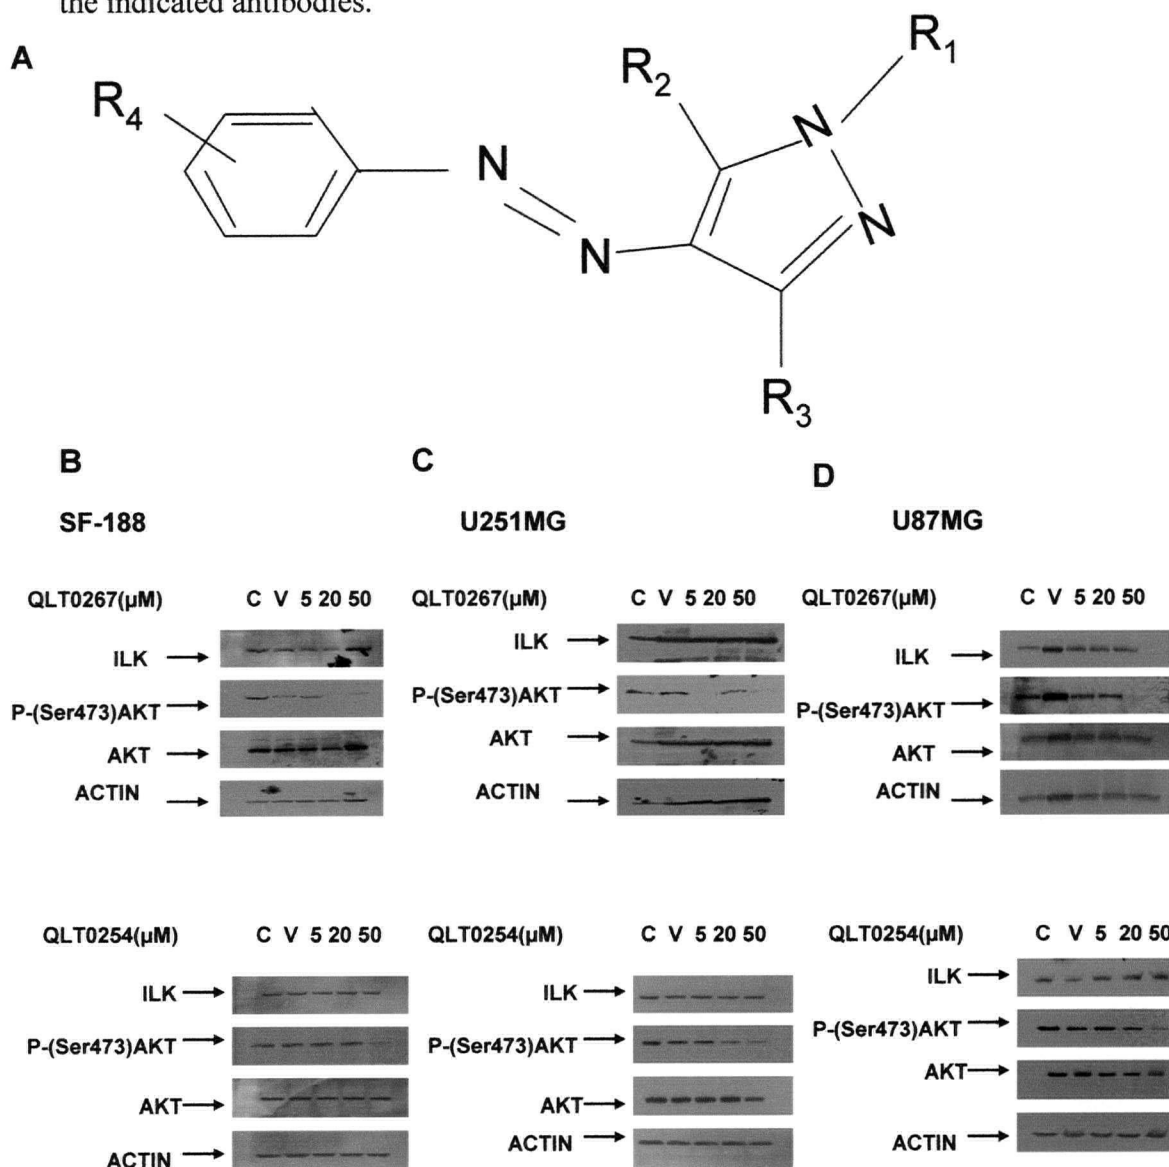 the indicated antibodies.
A
R1
R2
R4
N
N
N
N
R3
B
C
D
SF-188
U251MG
U87MG
QLT0267(µM) C V 5 20 50
QLT0267(µM) C V 5 20 50
QLT0267(µM) C V 5 20 50
ILK
ILK
ILK
P-(Ser473)AKT
P-(Ser473)AKT
P-(Ser473)AKT
AKT
AKT
AKT
ACTIN
ACTIN
ACTIN
QLT0254(µM) C V 5 20 50
QLT0254(µM) C V 5 20 50
QLT0254(µM) C V 5 20 50
ILK
ILK
ILK
P-(Ser473)AKT
P-(Ser473)AKT
P-(Ser473)AKT
AKT
AKT
AKT
ACTIN
ACTIN
ACTIN